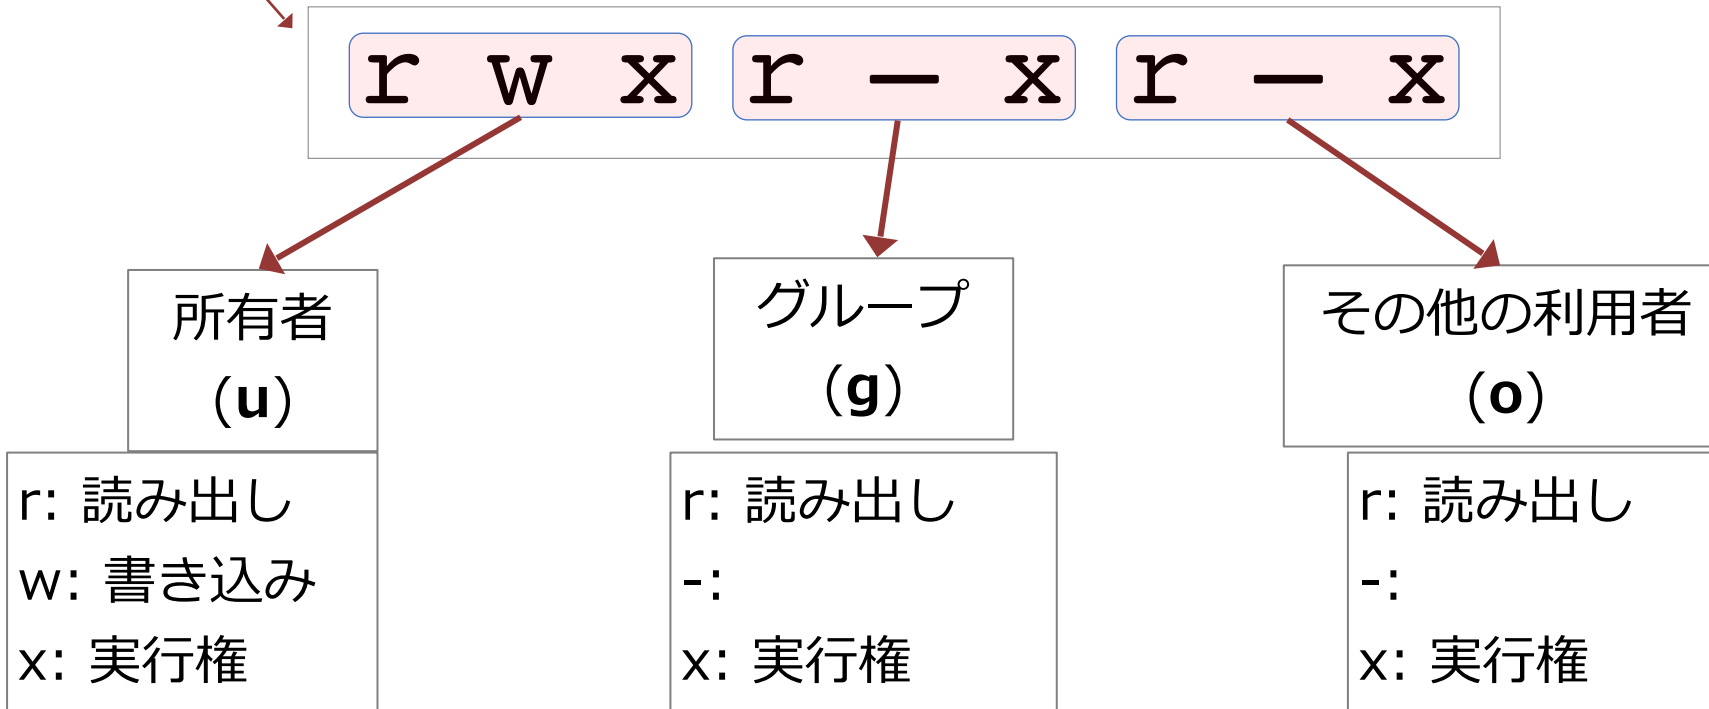 r w x r - x r - x
所有者
(u)
r: 読み出し
w: 書き込み
x: 実行権
グループ
(g)
r: 読み出し
-:
x: 実行権
その他の利用者
(o)
r: 読み出し
-:
x: 実行権